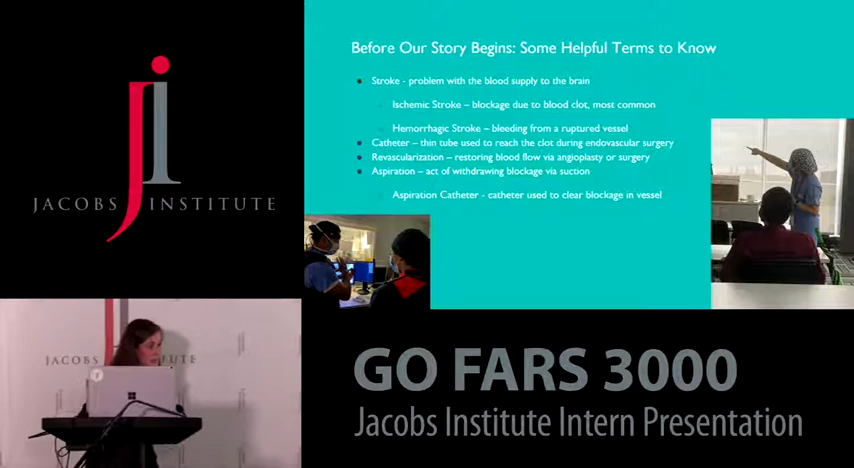 JACOBS INSTITUTE
Before Our Story Begins: Some Helpful Terms to Know
Stroke - problem with the blood supply to the brain
Ischemic Stroke – blockage due to blood clot, most common
Hemorrhagic Stroke – bleeding from a ruptured vessel
Catheter – thin tube used to reach the clot during endovascular surgery
Revascularization – restoring blood flow via angioplasty or surgery
Aspiration – act of withdrawing blockage via suction
Aspiration Catheter - catheter used to clear blockage in vessel
JACOBS INSTITUTE
GO FARS 3000
Jacobs Institute Intern Presentation